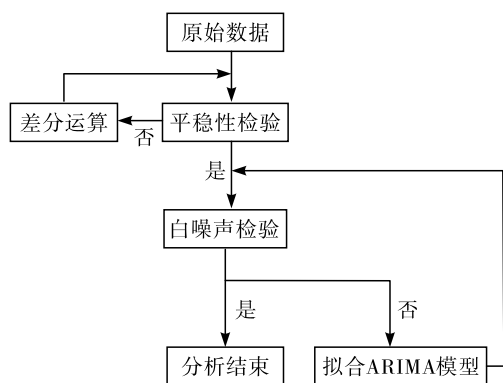 原始数据
差分运算
平稳性检验
否
是
白噪声检验
是
否
分析结束
拟合ARIMA模型